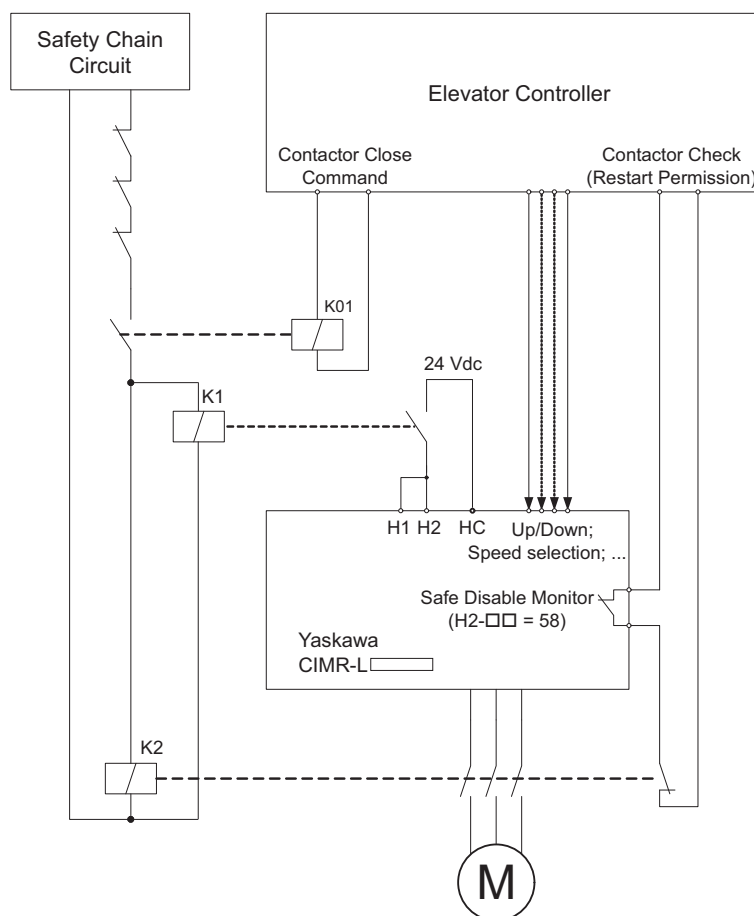 Safety Chain
Circuit
Elevator Controller
Contactor Close
Command
Contactor Check
(Restart Permission)
K01
24 Vdc
K1
H1 H2 HC Up/Down;
Speed selection; ...
Safe Disable Monitor
(H2-□□ = 58)
Yaskawa
CIMR-L
K2
M